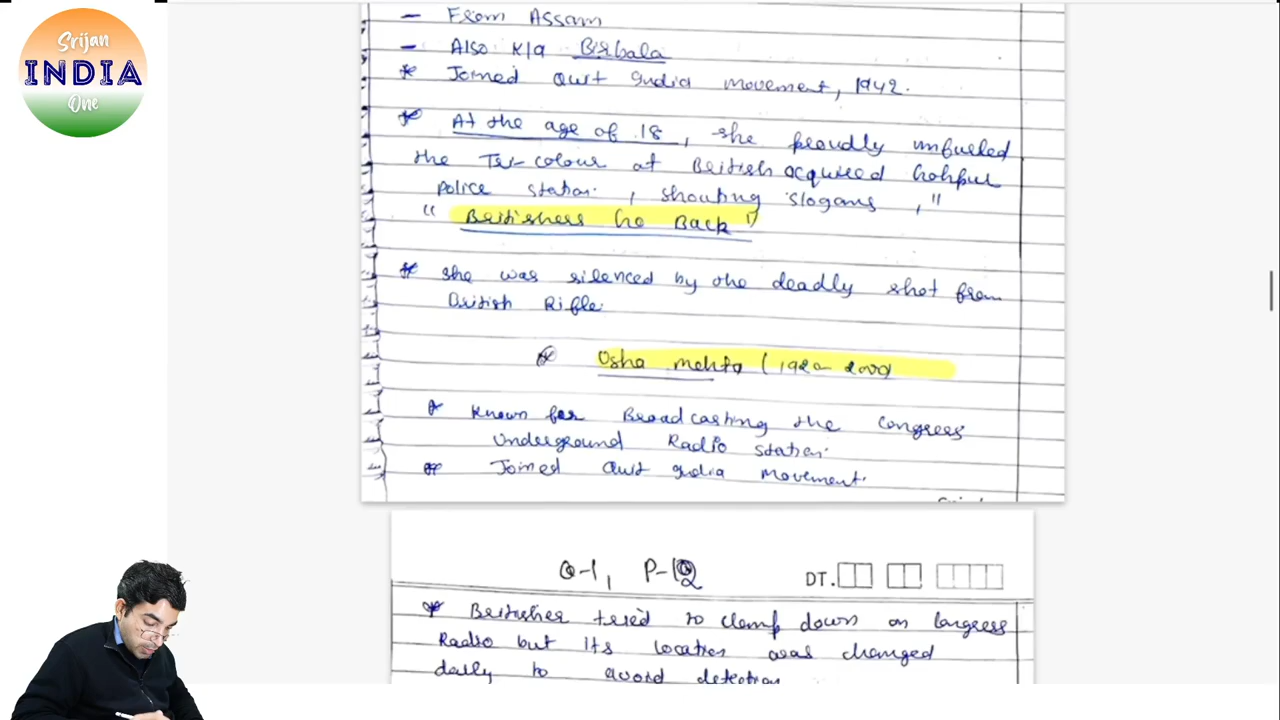 Srijan
INDIA
One
- From Assam
- Also K/a Birbala
* Joined Quit India movement, 1942.
* At the age of 18, she proudly unfurled
the Tri-colour at British acquired Gohpur
Police station, shouting slogans, "
" Britishers Go Back "
* She was silenced by the deadly shot from
British Rifle.
* Usha mehta (1920-2000)
* Known for Broadcasting the Congress
Underground Radio station.
* Joined Quit India movement.
Q-1, P-12
DT.
* Britisher tried to clamp down on Congress
Radio but its location was changed
daily to avoid detection